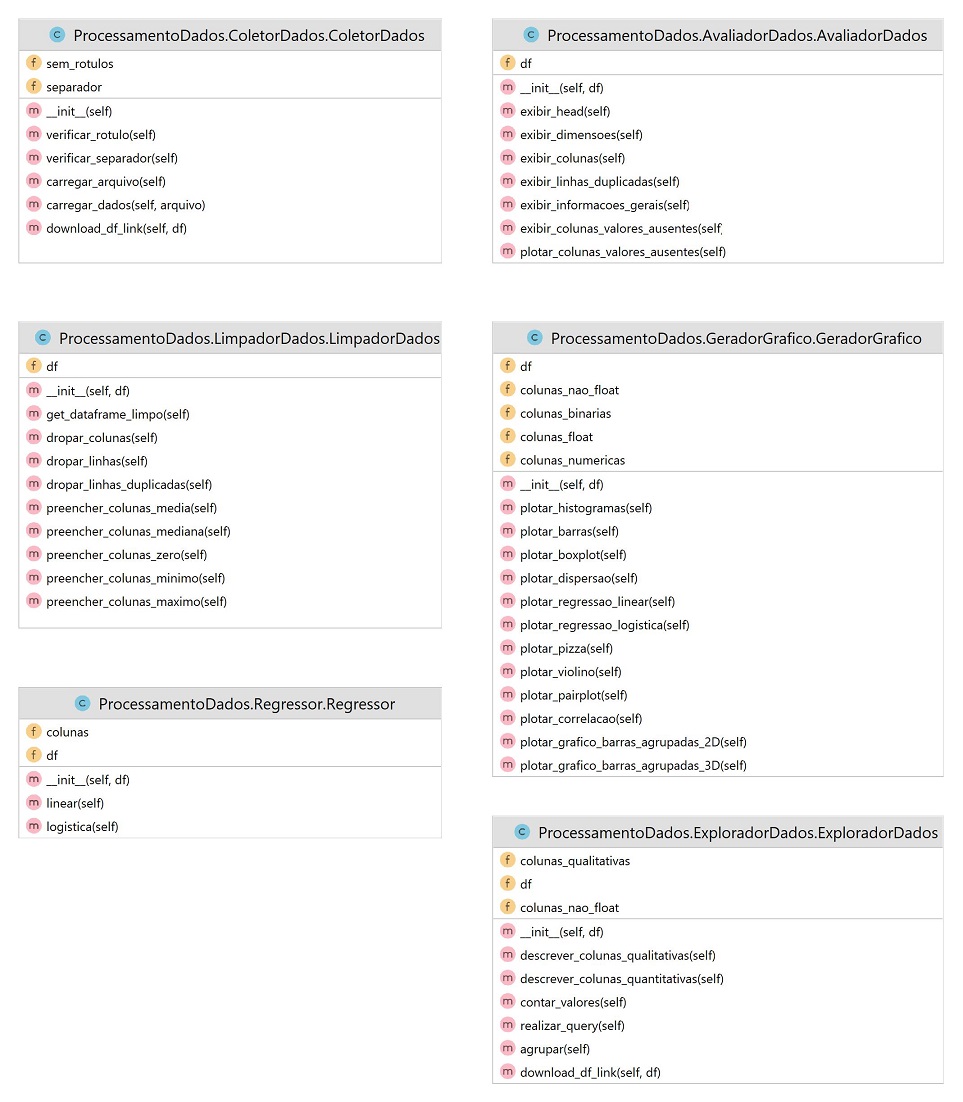 C ProcessamentoDados.ColetorDados.ColetorDados
f sem_rotulos
f separador
m __init__(self)
m verificar_rotulo(self)
m verificar_separador(self)
m carregar_arquivo(self)
m carregar_dados(self, arquivo)
m download_df_link(self, df)
C ProcessamentoDados.AvaliadorDados.AvaliadorDados
f df
m __init__(self, df)
m exibir_head(self)
m exibir_dimensoes(self)
m exibir_colunas(self)
m exibir_linhas_duplicadas(self)
m exibir_informacoes_gerais(self)
m exibir_colunas_valores_ausentes(self
m plotar_colunas_valores_ausentes(self)
C ProcessamentoDados.LimpadorDados.LimpadorDados
f df
m __init__(self, df)
m get_dataframe_limpo(self)
m dropar_colunas(self)
m dropar_linhas(self)
m dropar_linhas_duplicadas(self)
m preencher_colunas_media(self)
m preencher_colunas_mediana(self)
m preencher_colunas_zero(self)
m preencher_colunas_minimo(self)
m preencher_colunas_maximo(self)
C ProcessamentoDados.GeradorGrafico.GeradorGrafico
f df
f colunas_nao_float
f colunas_binarias
f colunas_float
f colunas_numericas
m __init__(self, df)
m plotar_histogramas(self)
m plotar_barras(self)
m plotar_boxplot(self)
m plotar_dispersao(self)
m plotar_regressao_linear(self)
m plotar_regressao_logistica(self)
m plotar_pizza(self)
m plotar_violino(self)
m plotar_pairplot(self)
m plotar_correlacao(self)
m plotar_grafico_barras_agrupadas_2D(self)
m plotar_grafico_barras_agrupadas_3D(self)
C ProcessamentoDados.Regressor.Regressor
f colunas
f df
m __init__(self, df)
m linear(self)
m logistica(self)
C ProcessamentoDados.ExploradorDados.ExploradorDados
f colunas_qualitativas
f df
f colunas_nao_float
m __init__(self, df)
m descrever_colunas_qualitativas(self)
m descrever_colunas_quantitativas(self)
m contar_valores(self)
m realizar_query(self)
m agrupar(self)
m download_df_link(self, df)